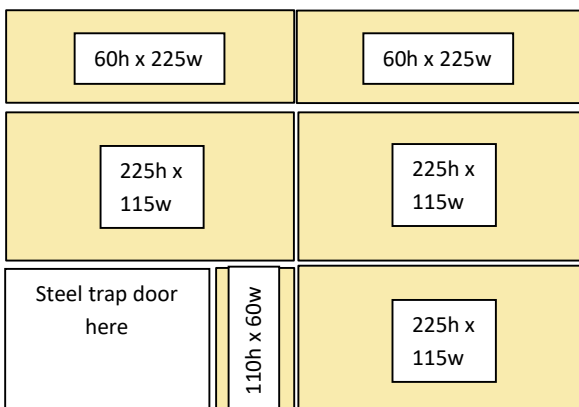 60h x 225w
60h x 225w
225h x
115w
225h x
115w
Steel trap door
here
110h x 60w
225h x
115w